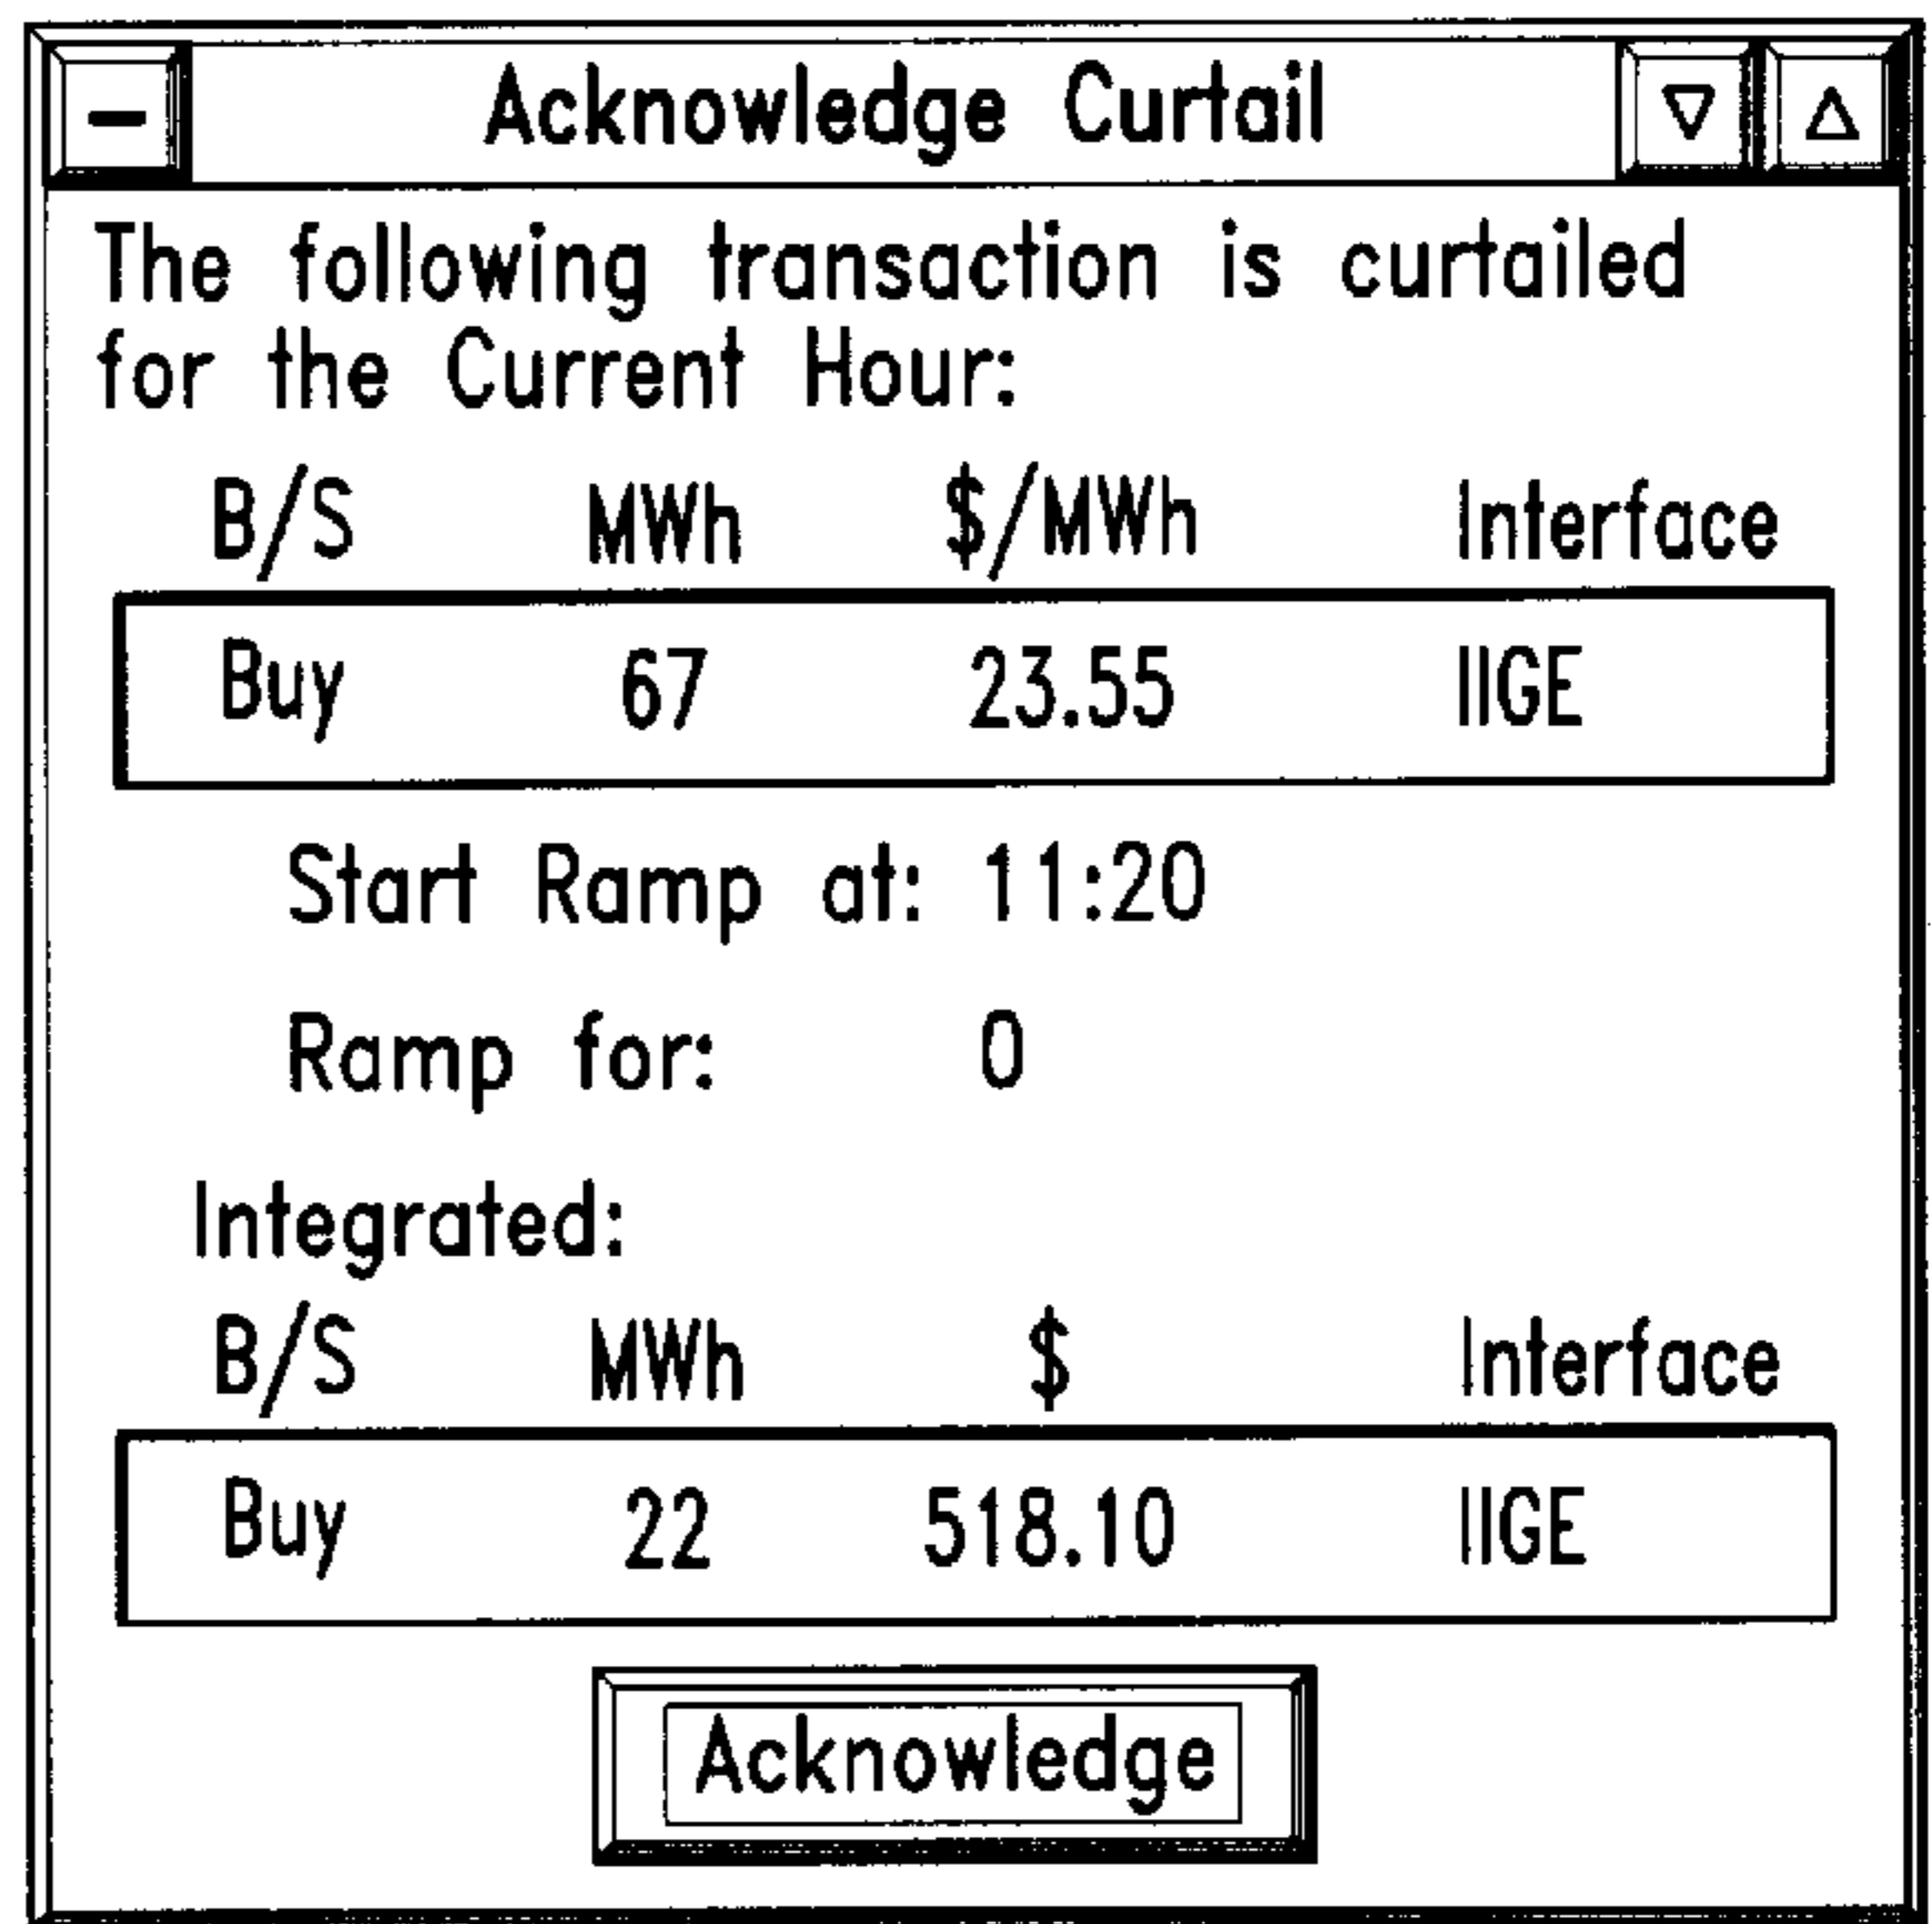 Acknowledge Curtail
The following transaction is curtailed
for the Current Hour:
B/S MWh $/MWh Interface
Buy 67 23.55 IIGE
Start Ramp at: 11:20
Ramp for: 0
Integrated:
B/S MWh $ Interface
Buy 22 518.10 IIGE
Acknowledge